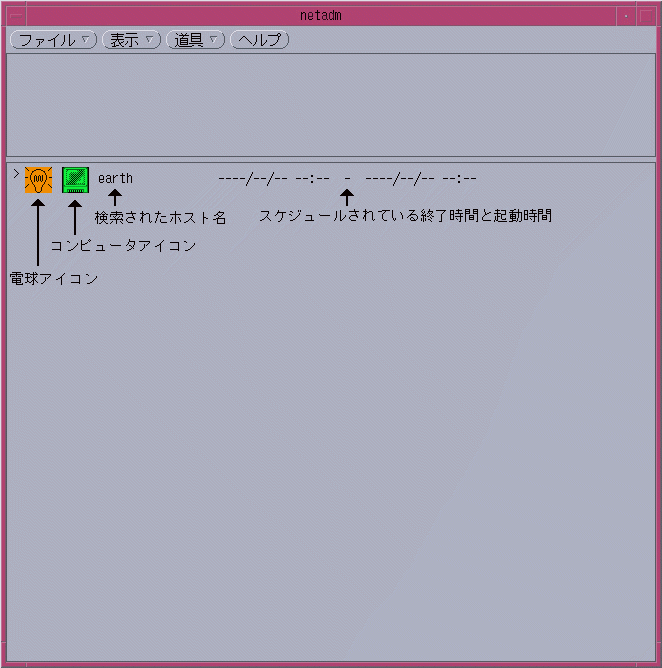 netadm
ファイル 表示 道具 ヘルプ
> earth ----/--/-- --:-- - ----/--/-- --:--
検索されたホスト名 スケジュールされている終了時間と起動時間
コンピュータアイコン
電球アイコン